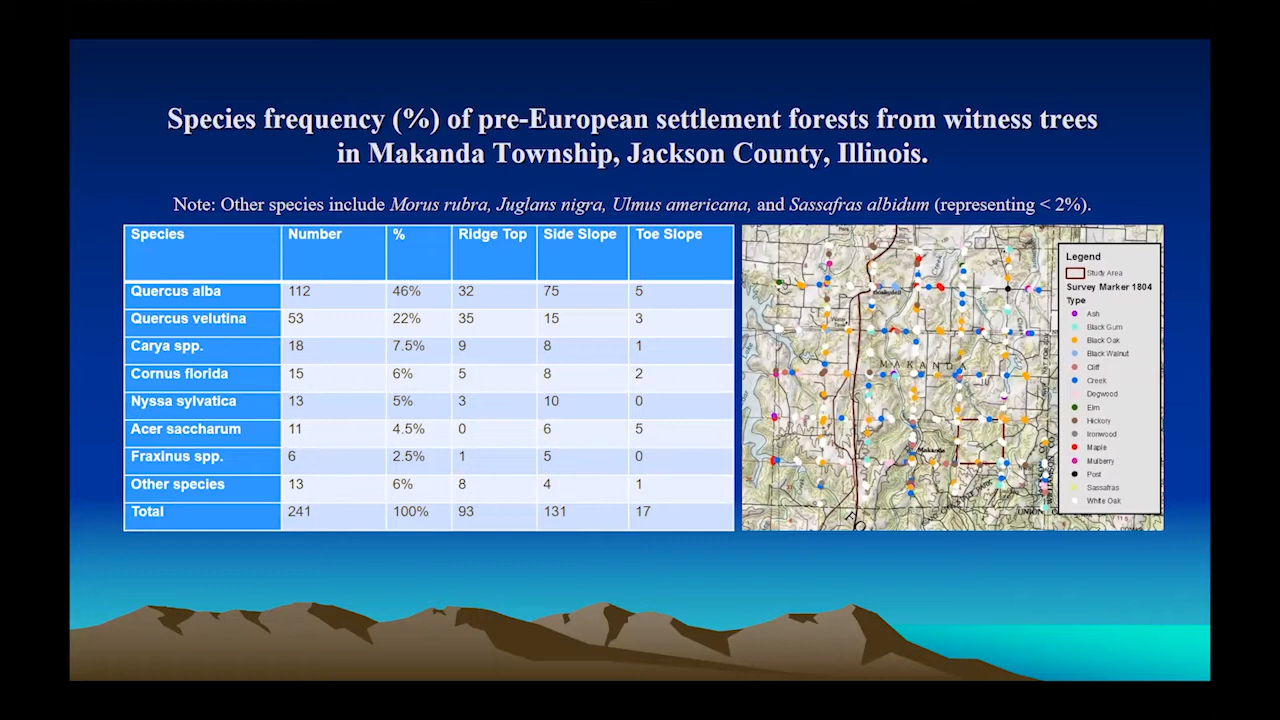 Species frequency (%) of pre-European settlement forests from witness trees
in Makanda Township, Jackson County, Illinois.
Note: Other species include Morus rubra, Juglans nigra, Ulmus americana, and Sassafras albidum (representing < 2%).
Species Number % Ridge Top Side Slope Toe Slope
Quercus alba 112 46% 32 75 5
Quercus velutina 53 22% 35 15 3
Carya spp. 18 7.5% 9 8 1
Cornus florida 15 6% 5 8 2
Nyssa sylvatica 13 5% 3 10 0
Acer saccharum 11 4.5% 0 6 5
Fraxinus spp. 6 2.5% 1 5 0
Other species 13 6% 8 4 1
Total 241 100% 93 131 17
MAKANDA
Makanda
Legend
Study Area
Survey Marker 1804
Type
Ash
Black Gum
Black Oak
Black Walnut
Cliff
Creek
Dogwood
Elm
Hickory
Ironwood
Maple
Mulberry
Post
Sassafras
White Oak